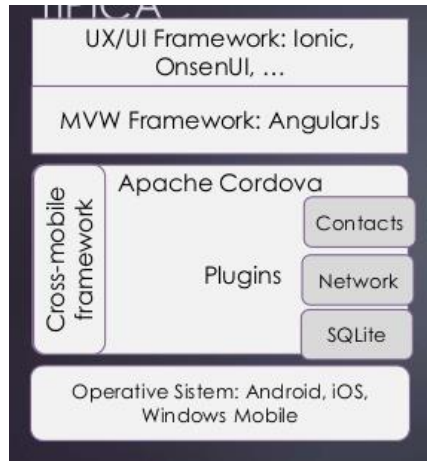 TIPICA
UX/UI Framework: Ionic,
OnsenUI, ...
MVW Framework: AngularJs
Cross-mobile
framework
Apache Cordova
Plugins
Contacts
Network
SQLite
Operative Sistem: Android, iOS,
Windows Mobile